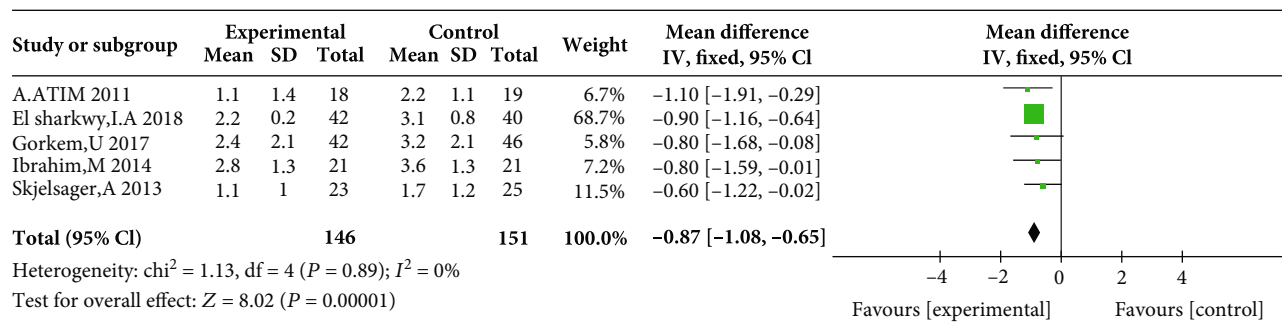 Study or subgroup Experimental Control Weight Mean difference Mean difference
Mean SD Total Mean SD Total IV, fixed, 95% Cl IV, fixed, 95% Cl
A.ATIM 2011 1.1 1.4 18 2.2 1.1 19 6.7% −1.10 [−1.91, −0.29]
El sharkwy,I.A 2018 2.2 0.2 42 3.1 0.8 40 68.7% −0.90 [−1.16, −0.64]
Gorkem,U 2017 2.4 2.1 42 3.2 2.1 46 5.8% −0.80 [−1.68, −0.08]
Ibrahim,M 2014 2.8 1.3 21 3.6 1.3 21 7.2% −0.80 [−1.59, −0.01]
Skjelsager,A 2013 1.1 1 23 1.7 1.2 25 11.5% −0.60 [−1.22, −0.02]
Total (95% Cl) 146 151 100.0% −0.87 [−1.08, −0.65]
Heterogeneity: chi² = 1.13, df = 4 (P = 0.89); I² = 0%
Test for overall effect: Z = 8.02 (P = 0.00001)
−4 −2 0 2 4
Favours [experimental] Favours [control]